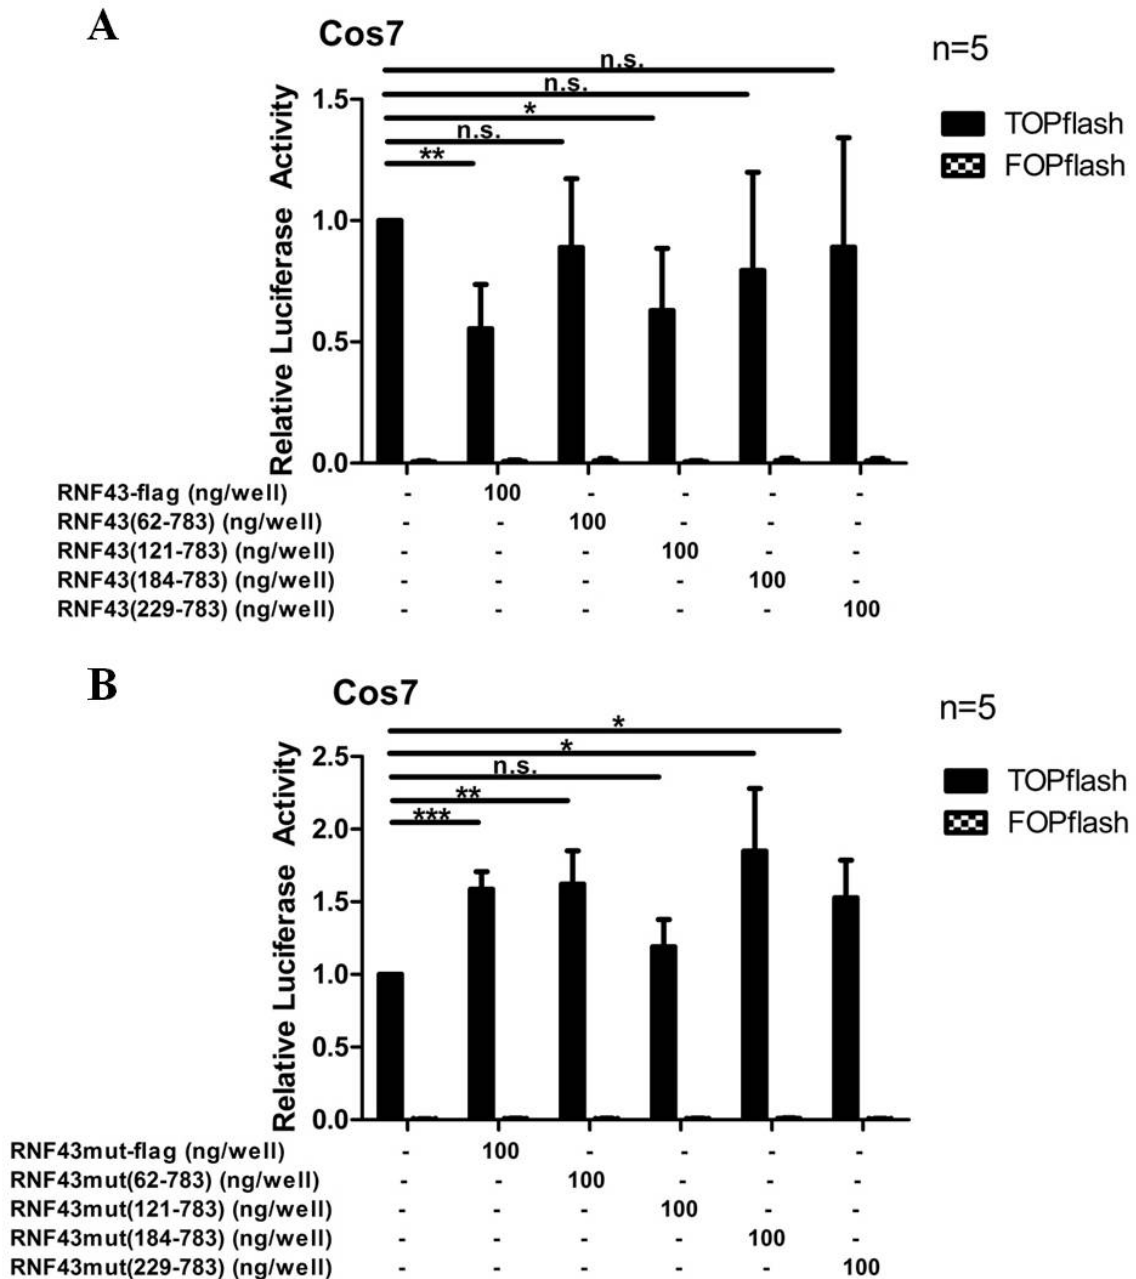 A
Cos7
n=5
n.s.
n.s.
*
n.s.
**
TOPflash
FOPflash
Relative Luciferase Activity
1.5
1.0
0.5
0.0
RNF43-flag (ng/well) - 100 - - - -
RNF43(62-783) (ng/well) - - 100 - - -
RNF43(121-783) (ng/well) - - - 100 - -
RNF43(184-783) (ng/well) - - - - 100 -
RNF43(229-783) (ng/well) - - - - - 100
B
Cos7
n=5
*
*
n.s.
**
***
TOPflash
FOPflash
Relative Luciferase Activity
2.5
2.0
1.5
1.0
0.5
0.0
RNF43mut-flag (ng/well) - 100 - - - -
RNF43mut(62-783) (ng/well) - - 100 - - -
RNF43mut(121-783) (ng/well) - - - 100 - -
RNF43mut(184-783) (ng/well) - - - - 100 -
RNF43mut(229-783) (ng/well) - - - - - 100